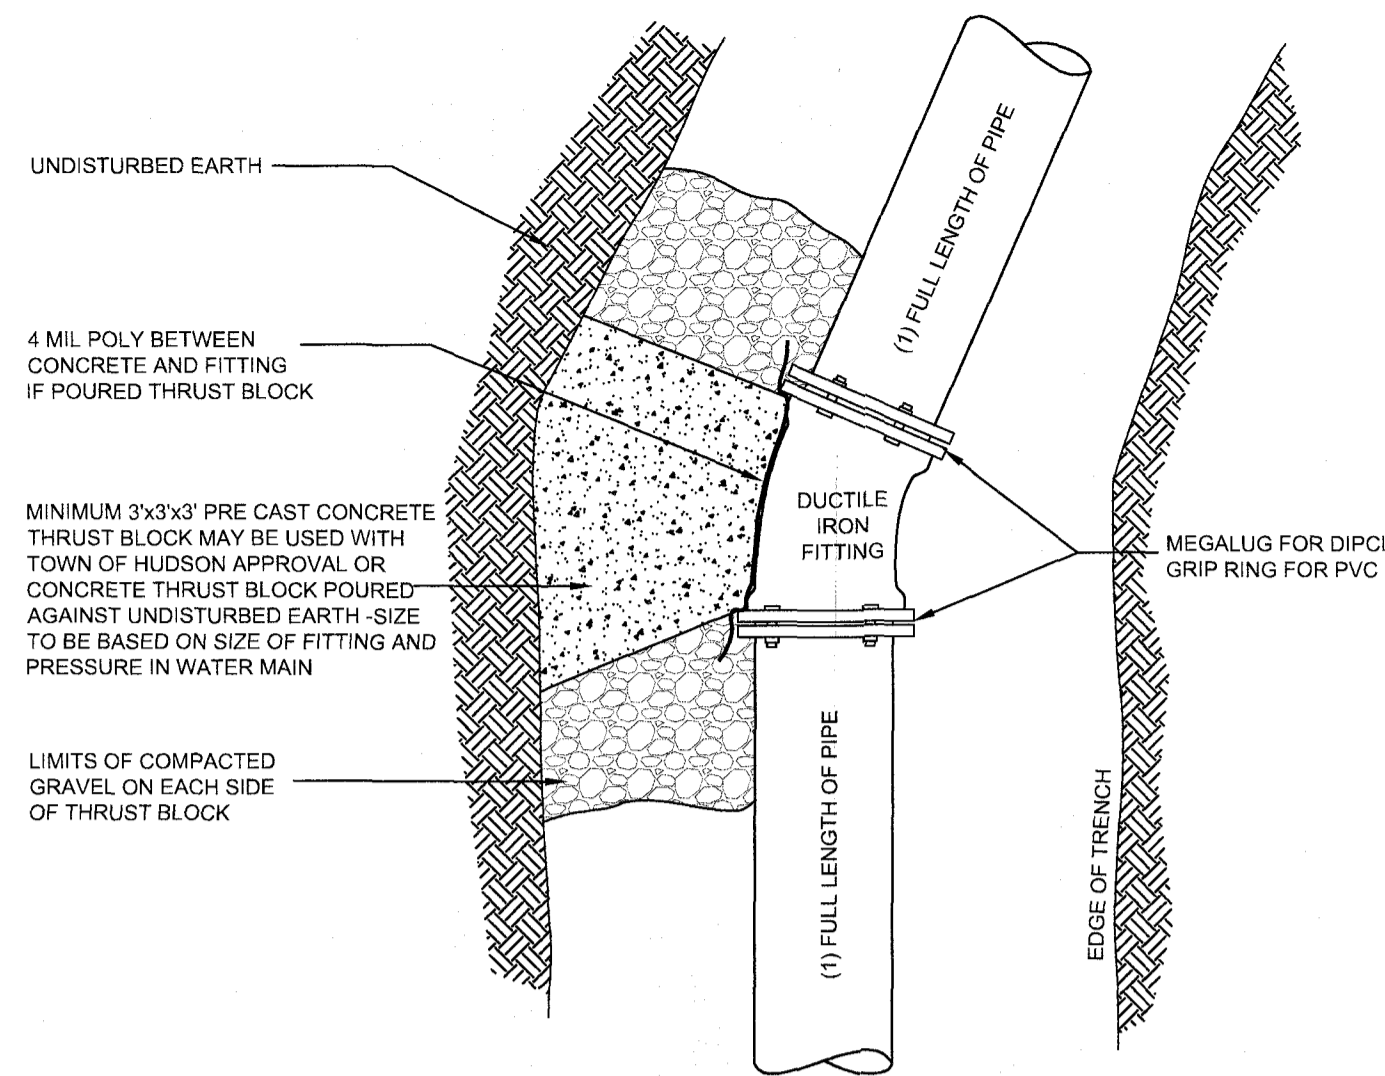 (1) FULL LENGTH OF PIPE
UNDISTURBED EARTH
4 MIL POLY BETWEEN
CONCRETE AND FITTING
IF POURED THRUST BLOCK
MINIMUM 3'x3'x3' PRE CAST CONCRETE
THRUST BLOCK MAY BE USED WITH
TOWN OF HUDSON APPROVAL OR
CONCRETE THRUST BLOCK POURED
AGAINST UNDISTURBED EARTH -SIZE
TO BE BASED ON SIZE OF FITTING AND
PRESSURE IN WATER MAIN
DUCTILE
IRON
FITTING
MEGALUG FOR DIPCL
GRIP RING FOR PVC
LIMITS OF COMPACTED
GRAVEL ON EACH SIDE
OF THRUST BLOCK
(1) FULL LENGTH OF PIPE
EDGE OF TRENCH